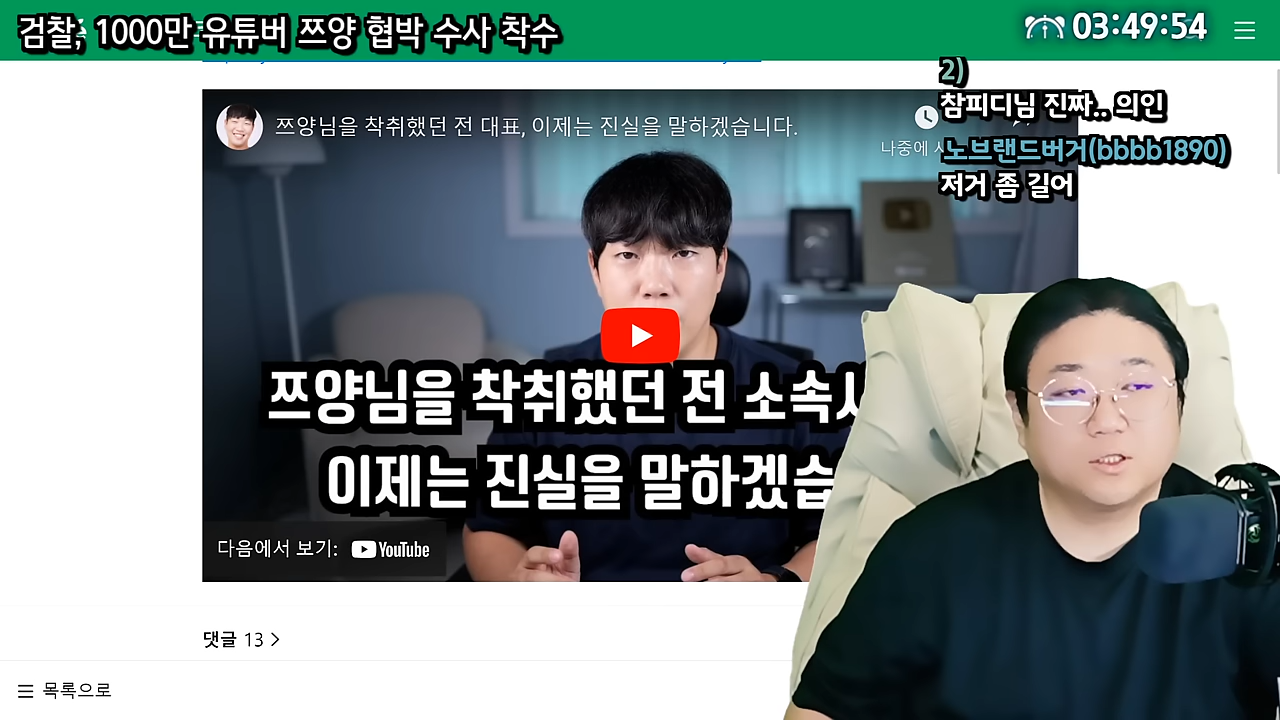 검찰, 1000만 유튜버 쯔양 협박 수사 착수
03:49:54
2)
참피디님 진짜.. 의인
노브랜드버거(bbbb1890)
저거 좀 길어
쯔양님을 착취했던 전 대표, 이제는 진실을 말하겠습니다.
나중에
쯔양님을 착취했던 전 소속
이제는 진실을 말하겠습
다음에서 보기: YouTube
댓글 13 >
목록으로